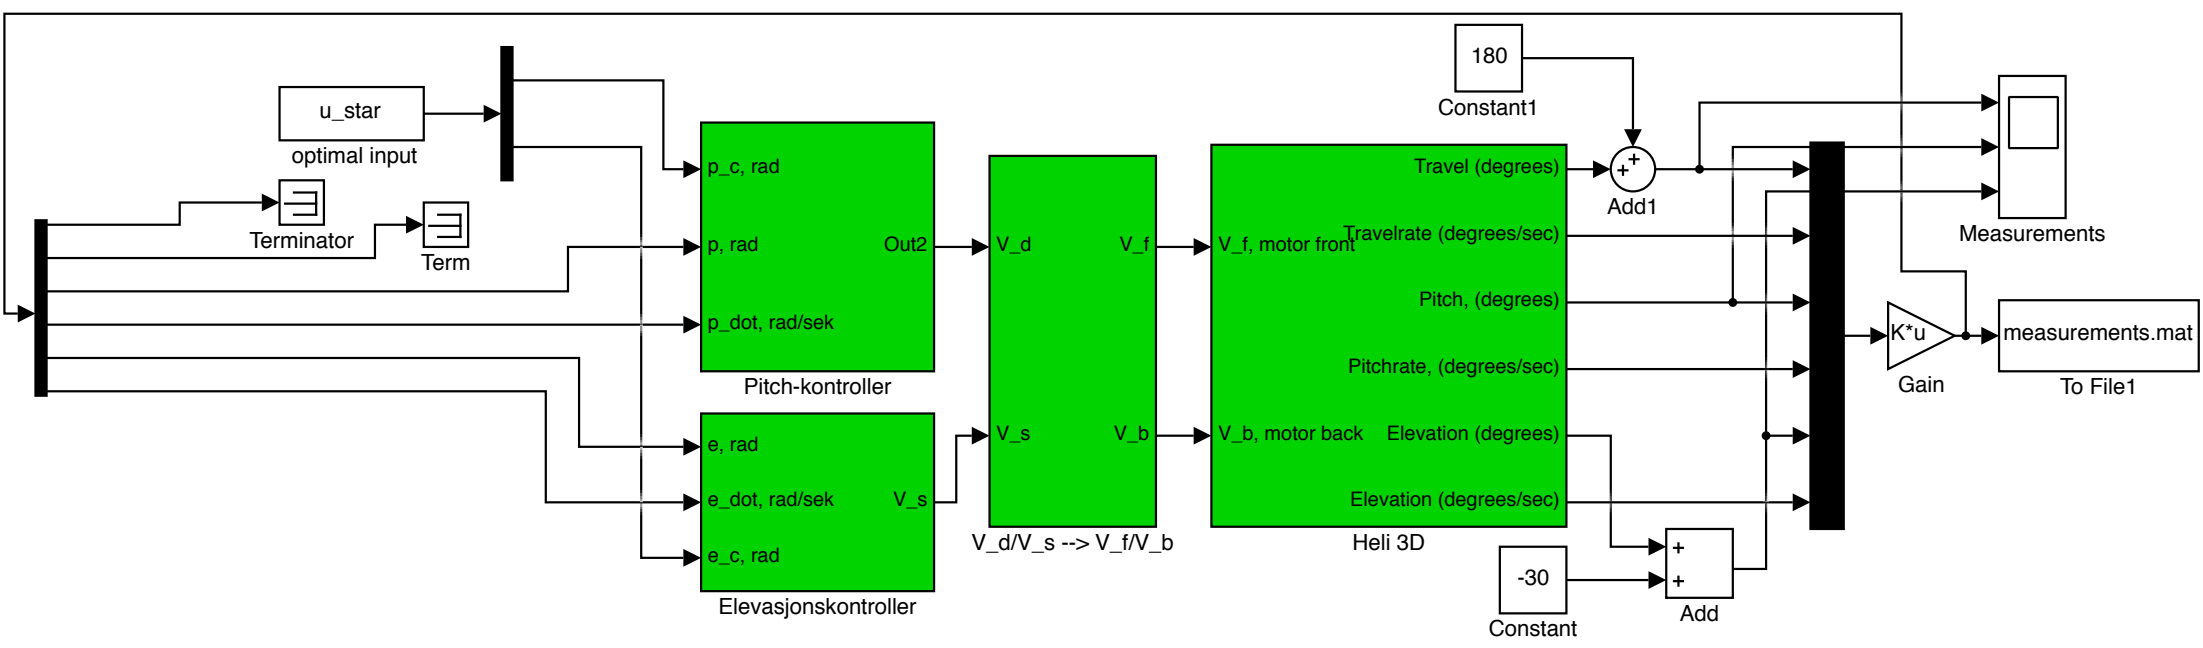 180
Constant1
u_star
optimal input
Terminator
Term
p_c, rad
p, rad
p_dot, rad/sek
Out2
Pitch-kontroller
e, rad
e_dot, rad/sek
e_c, rad
V_s
Elevasjonskontroller
V_d
V_s
V_f
V_b
V_d/V_s --> V_f/V_b
V_f, motor front
V_b, motor back
Travel (degrees)
Travelrate (degrees/sec)
Pitch, (degrees)
Pitchrate, (degrees/sec)
Elevation (degrees)
Elevation (degrees/sec)
Heli 3D
+
+
Add1
-30
Constant
+
+
Add
Measurements
K*u
Gain
measurements.mat
To File1